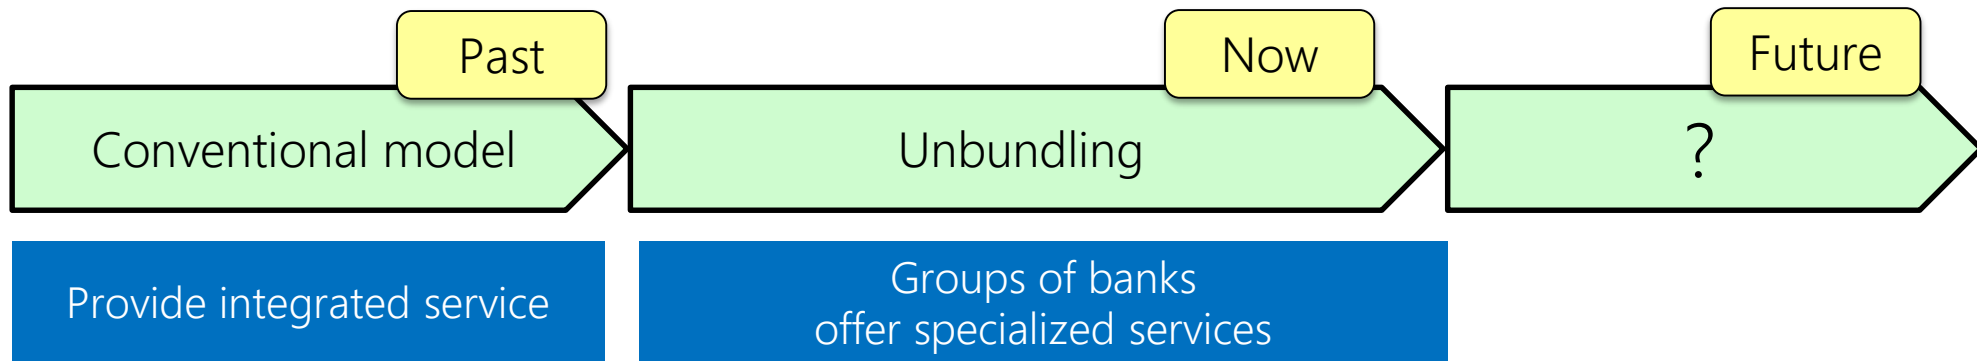 Past
Now
Future
Conventional model
Unbundling
?
Provide integrated service
Groups of banks
offer specialized services